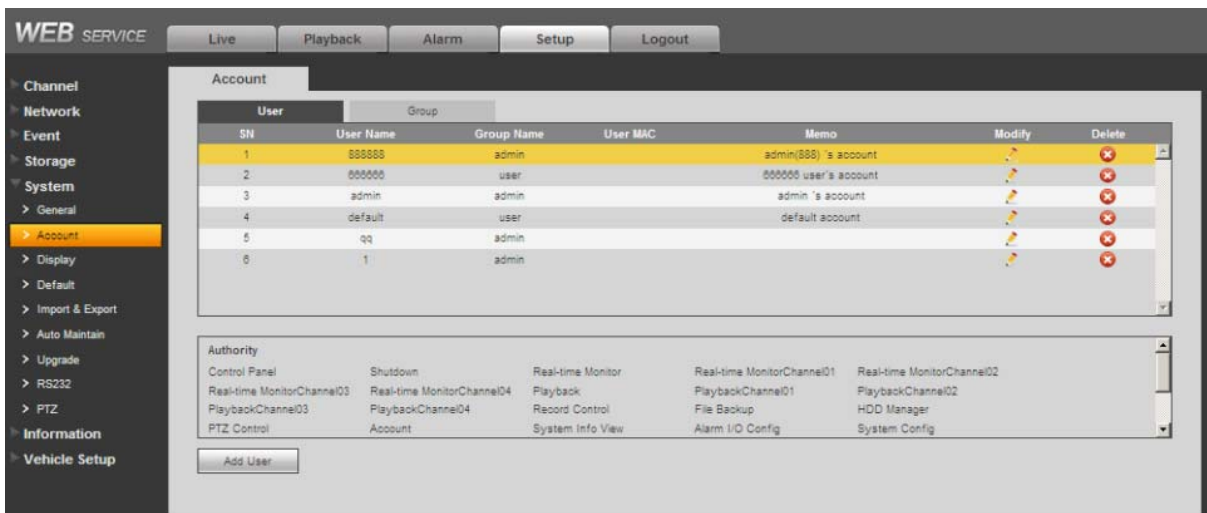 WEB SERVICE
Live Playback Alarm Setup Logout
Channel
Network
Event
Storage
System
> General
> Account
> Display
> Default
> Import & Export
> Auto Maintain
> Upgrade
> RS232
> PTZ
Information
Vehicle Setup
Account
User Group
SN User Name Group Name User MAC Memo Modify Delete
1 888888 admin admin(888) 's account
2 666666 user 666666 user's account
3 admin admin admin 's account
4 default user default account
5 qq admin
6 1 admin
Authority
Control Panel Shutdown Real-time Monitor Real-time MonitorChannel01 Real-time MonitorChannel02
Real-time MonitorChannel03 Real-time MonitorChannel04 Playback PlaybackChannel01 PlaybackChannel02
PlaybackChannel03 PlaybackChannel04 Record Control File Backup HDD Manager
PTZ Control Account System Info View Alarm I/O Config System Config
Add User